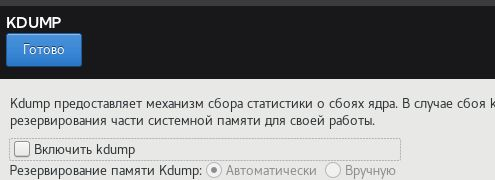 KDUMP
Готово
Kdump предоставляет механизм сбора статистики о сбоях ядра. В случае сбоя
резервирования части системной памяти для своей работы.
Включить kdump
Резервирование памяти Kdump: Автоматически Вручную